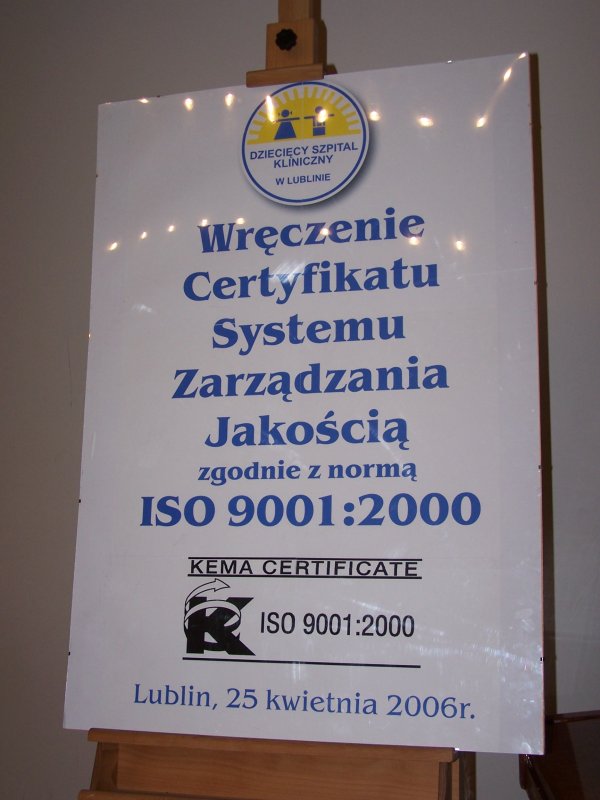 DZIECIĘCY SZPITAL
KLINICZNY
W LUBLINIE
Wręczenie
Certyfikatu
Systemu
Zarządzania
Jakością
zgodnie z normą
ISO 9001:2000
KEMA CERTIFICATE
K ISO 9001:2000
Lublin, 25 kwietnia 2006r.